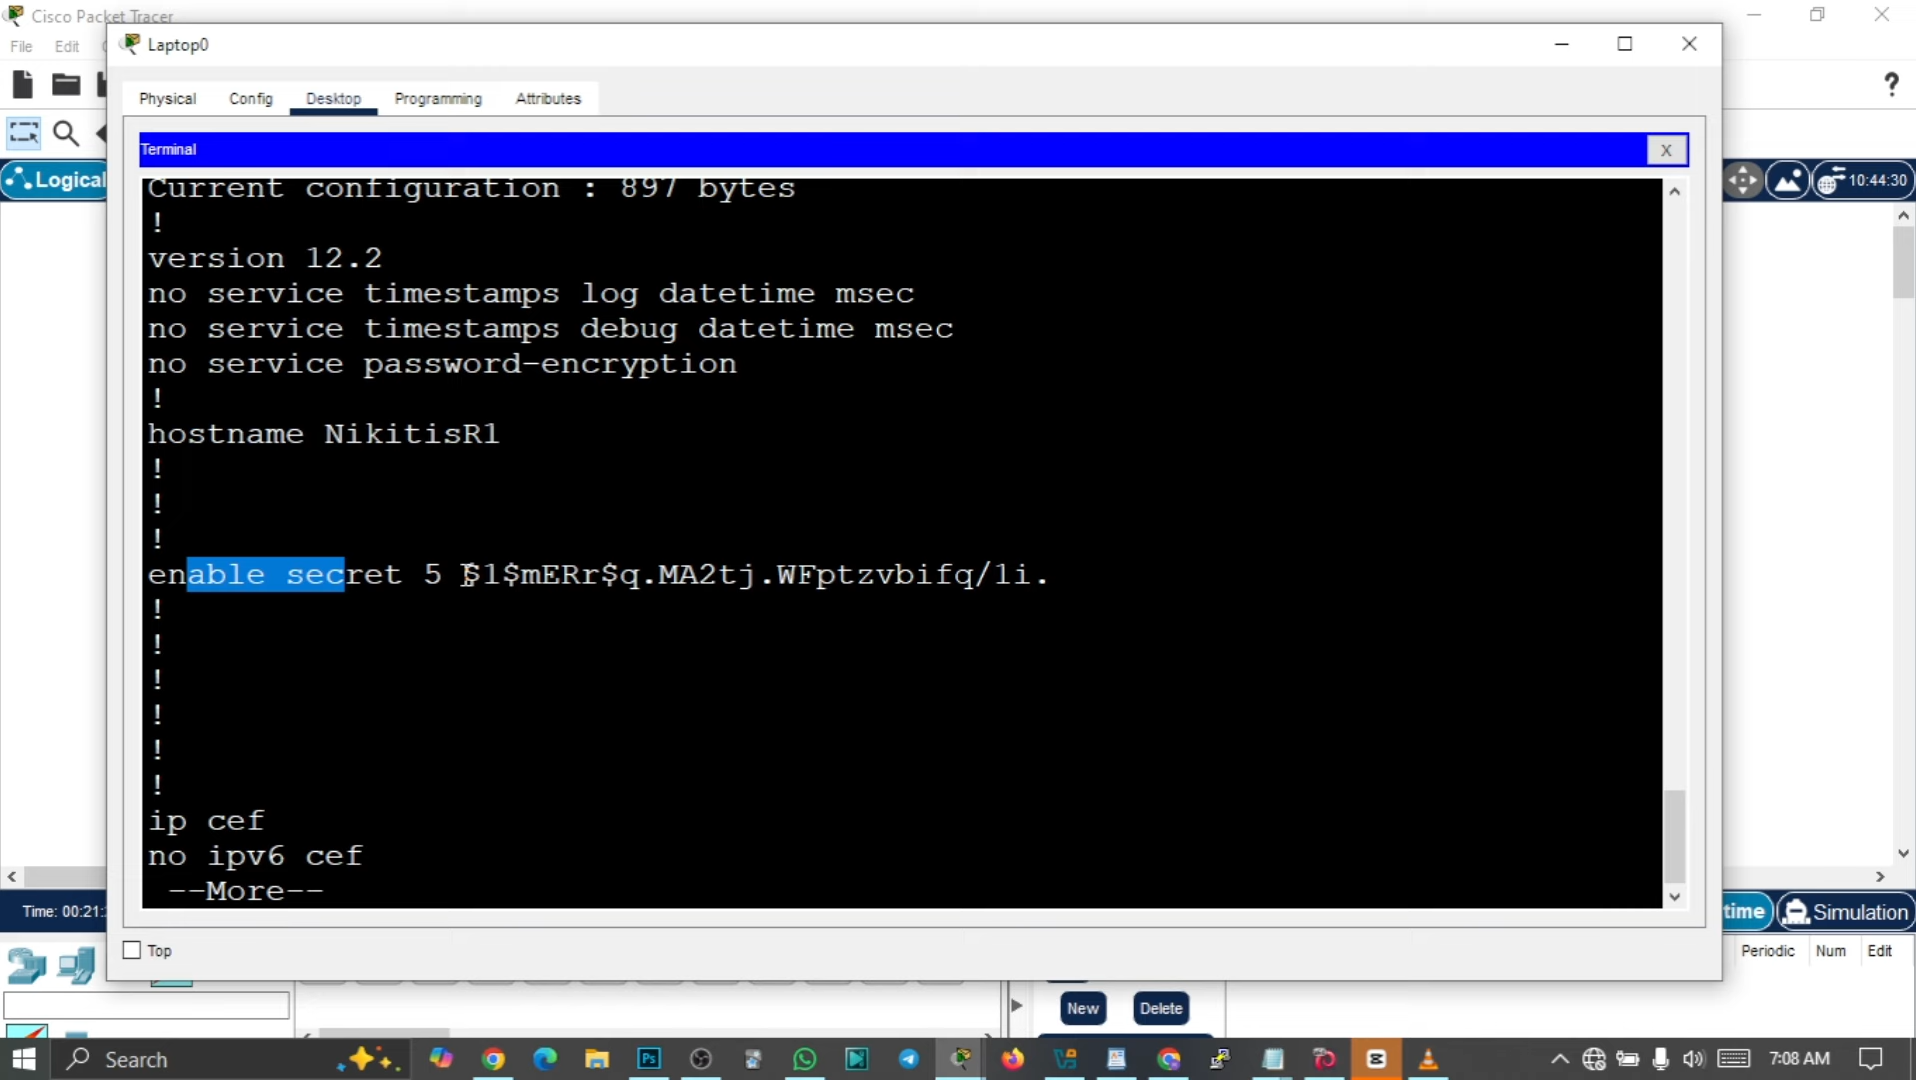 Cisco Packet Tracer
File Edit
Laptop0
Physical Config Desktop Programming Attributes
Terminal X
Logical
10:44:30
Current configuration : 897 bytes
!
version 12.2
no service timestamps log datetime msec
no service timestamps debug datetime msec
no service password-encryption
!
hostname NikitisR1
!
!
!
enable secret 5 $1$mERr$q.MA2tj.WFptzvbifq/1i.
!
!
!
!
!
!
ip cef
no ipv6 cef
--More--
Time: 00:21:
time Simulation
Top
Periodic Num Edit
New Delete
Search
Ps
7:08 AM